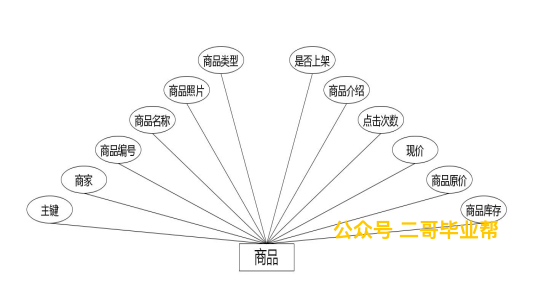 商品类型
是否上架
商品照片
商品介绍
商品名称
点击次数
商品编号
现价
商家
商品原价
主键
商品库存
公众号 二哥毕业帮
商品